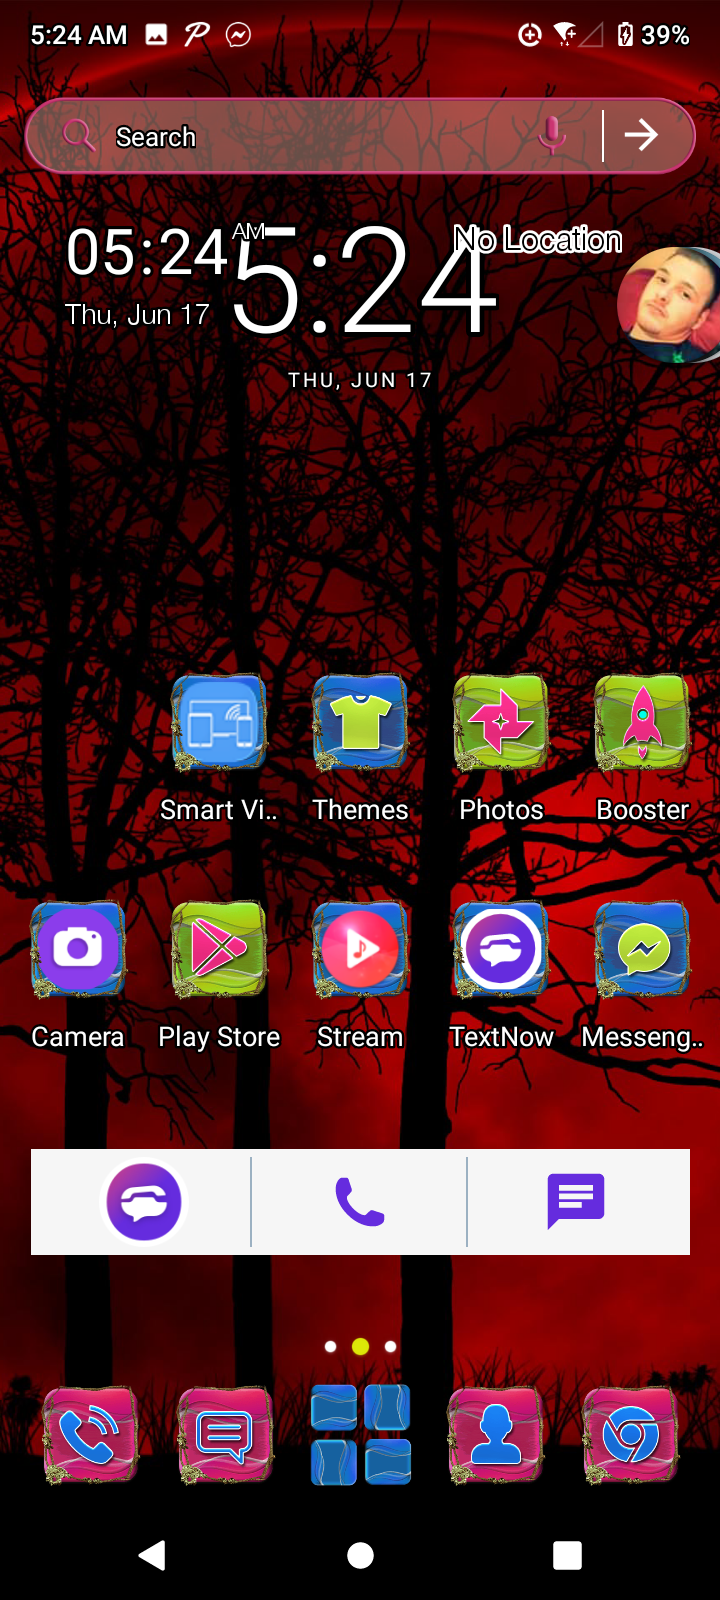 5:24 AM
39%
Search
05:24 AM
Thu, Jun 17
5:24
No Location
THU, JUN 17
Smart Vi..
Themes
Photos
Booster
Camera
Play Store
Stream
TextNow
Messeng..